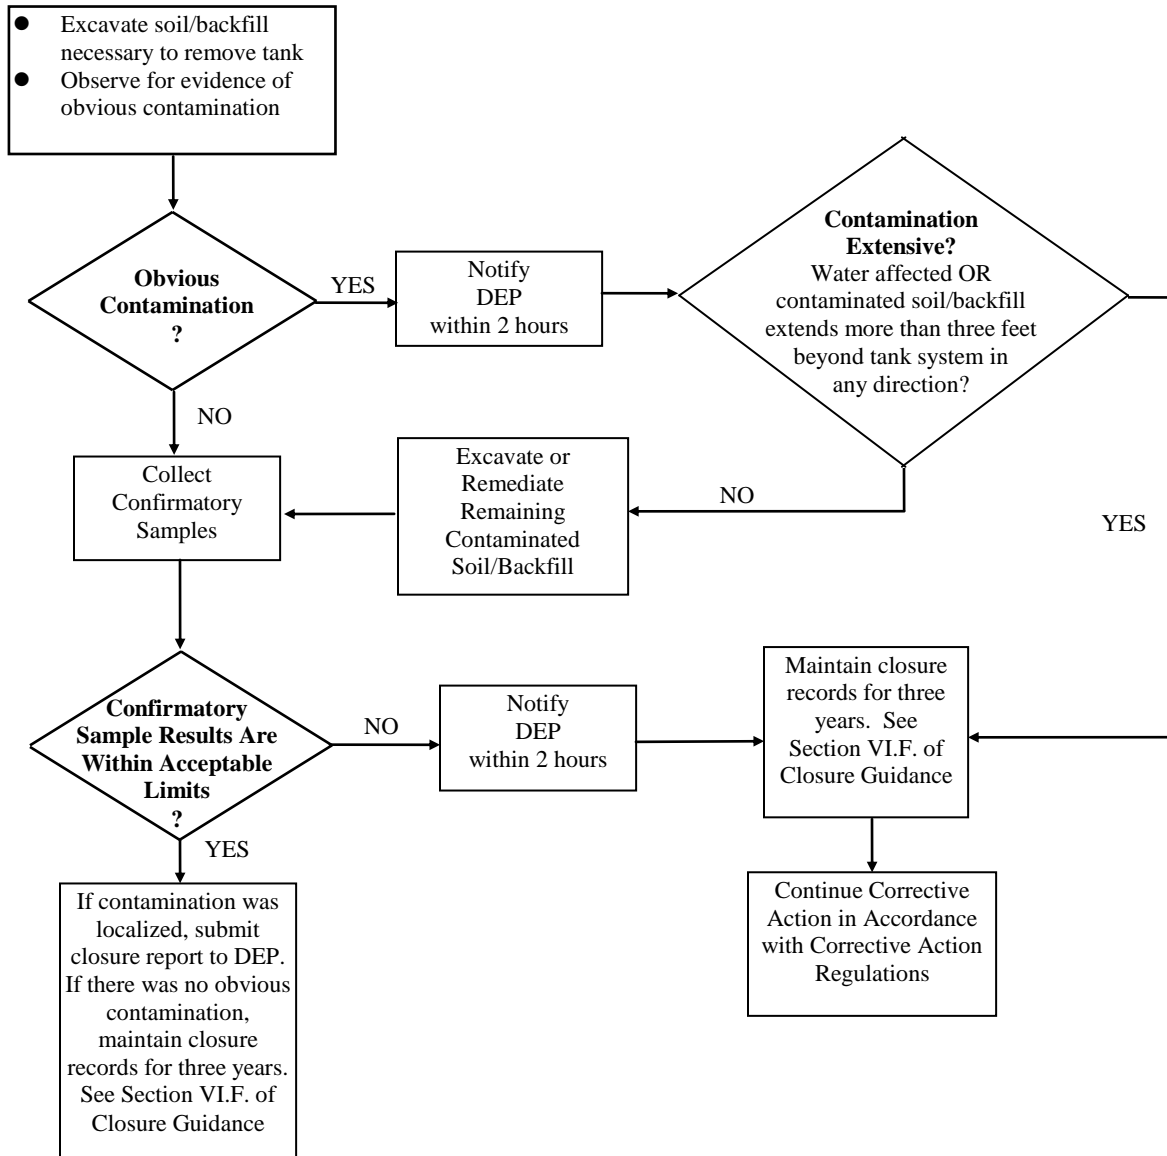 ● Excavate soil/backfill
necessary to remove tank
● Observe for evidence of
obvious contamination
Obvious
Contamination
?
YES
Notify
DEP
within 2 hours
Contamination
Extensive?
Water affected OR
contaminated soil/backfill
extends more than three feet
beyond tank system in
any direction?
NO
Collect
Confirmatory
Samples
Excavate or
Remediate
Remaining
Contaminated
Soil/Backfill
NO
YES
Confirmatory
Sample Results Are
Within Acceptable
Limits
?
NO
Notify
DEP
within 2 hours
Maintain closure
records for three
years. See
Section VI.F. of
Closure Guidance
YES
If contamination was
localized, submit
closure report to DEP.
If there was no obvious
contamination,
maintain closure
records for three years.
See Section VI.F. of
Closure Guidance
Continue Corrective
Action in Accordance
with Corrective Action
Regulations